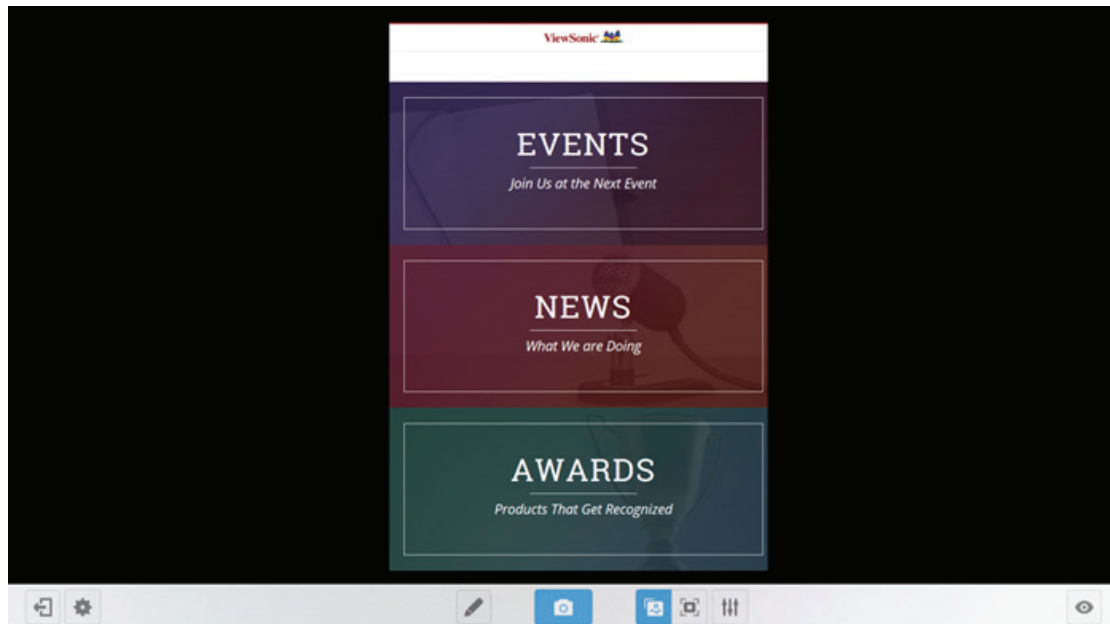 ViewSonic
EVENTS
Join Us at the Next Event
NEWS
What We are Doing
AWARDS
Products That Get Recognized